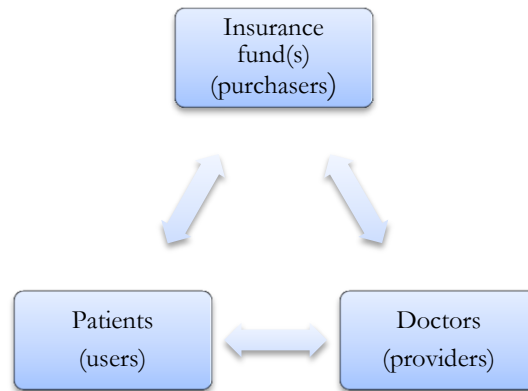 Insurance
fund(s)
(purchasers)
Patients
(users)
Doctors
(providers)